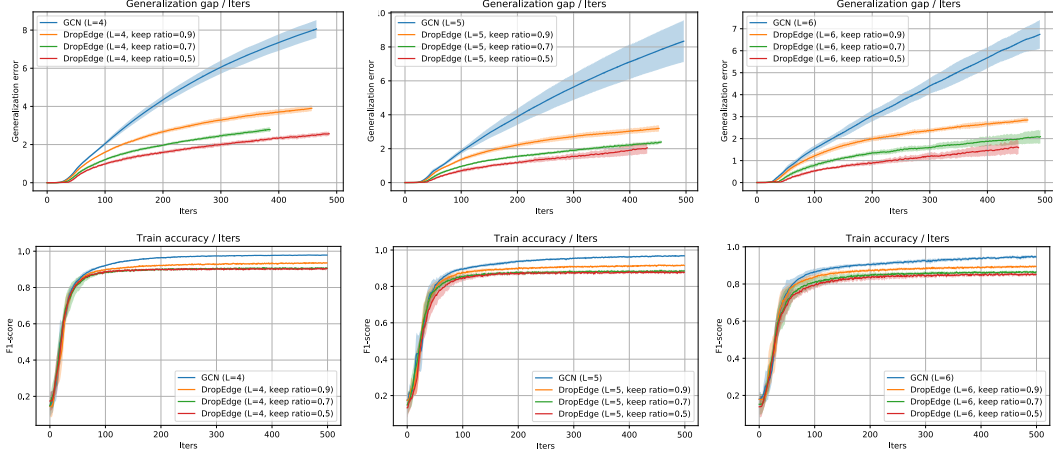 Generalization gap / Iters
GCN (L=4)
DropEdge (L=4, keep ratio=0.9)
DropEdge (L=4, keep ratio=0.7)
DropEdge (L=4, keep ratio=0.5)
Generalization error
8
6
4
2
0
0 100 200 300 400 500
Iters
Generalization gap / Iters
GCN (L=5)
DropEdge (L=5, keep ratio=0.9)
DropEdge (L=5, keep ratio=0.7)
DropEdge (L=5, keep ratio=0.5)
Generalization error
8
6
4
2
0
0 100 200 300 400 500
Iters
Generalization gap / Iters
GCN (L=6)
DropEdge (L=6, keep ratio=0.9)
DropEdge (L=6, keep ratio=0.7)
DropEdge (L=6, keep ratio=0.5)
Generalization error
7
6
5
4
3
2
1
0
0 100 200 300 400 500
Iters
Train accuracy / Iters
F1-score
1.0
0.8
0.6
0.4
0.2
GCN (L=4)
DropEdge (L=4, keep ratio=0.9)
DropEdge (L=4, keep ratio=0.7)
DropEdge (L=4, keep ratio=0.5)
0 100 200 300 400 500
Iters
Train accuracy / Iters
F1-score
1.0
0.8
0.6
0.4
0.2
GCN (L=5)
DropEdge (L=5, keep ratio=0.9)
DropEdge (L=5, keep ratio=0.7)
DropEdge (L=5, keep ratio=0.5)
0 100 200 300 400 500
Iters
Train accuracy / Iters
F1-score
1.0
0.8
0.6
0.4
0.2
GCN (L=6)
DropEdge (L=6, keep ratio=0.9)
DropEdge (L=6, keep ratio=0.7)
DropEdge (L=6, keep ratio=0.5)
0 100 200 300 400 500
Iters